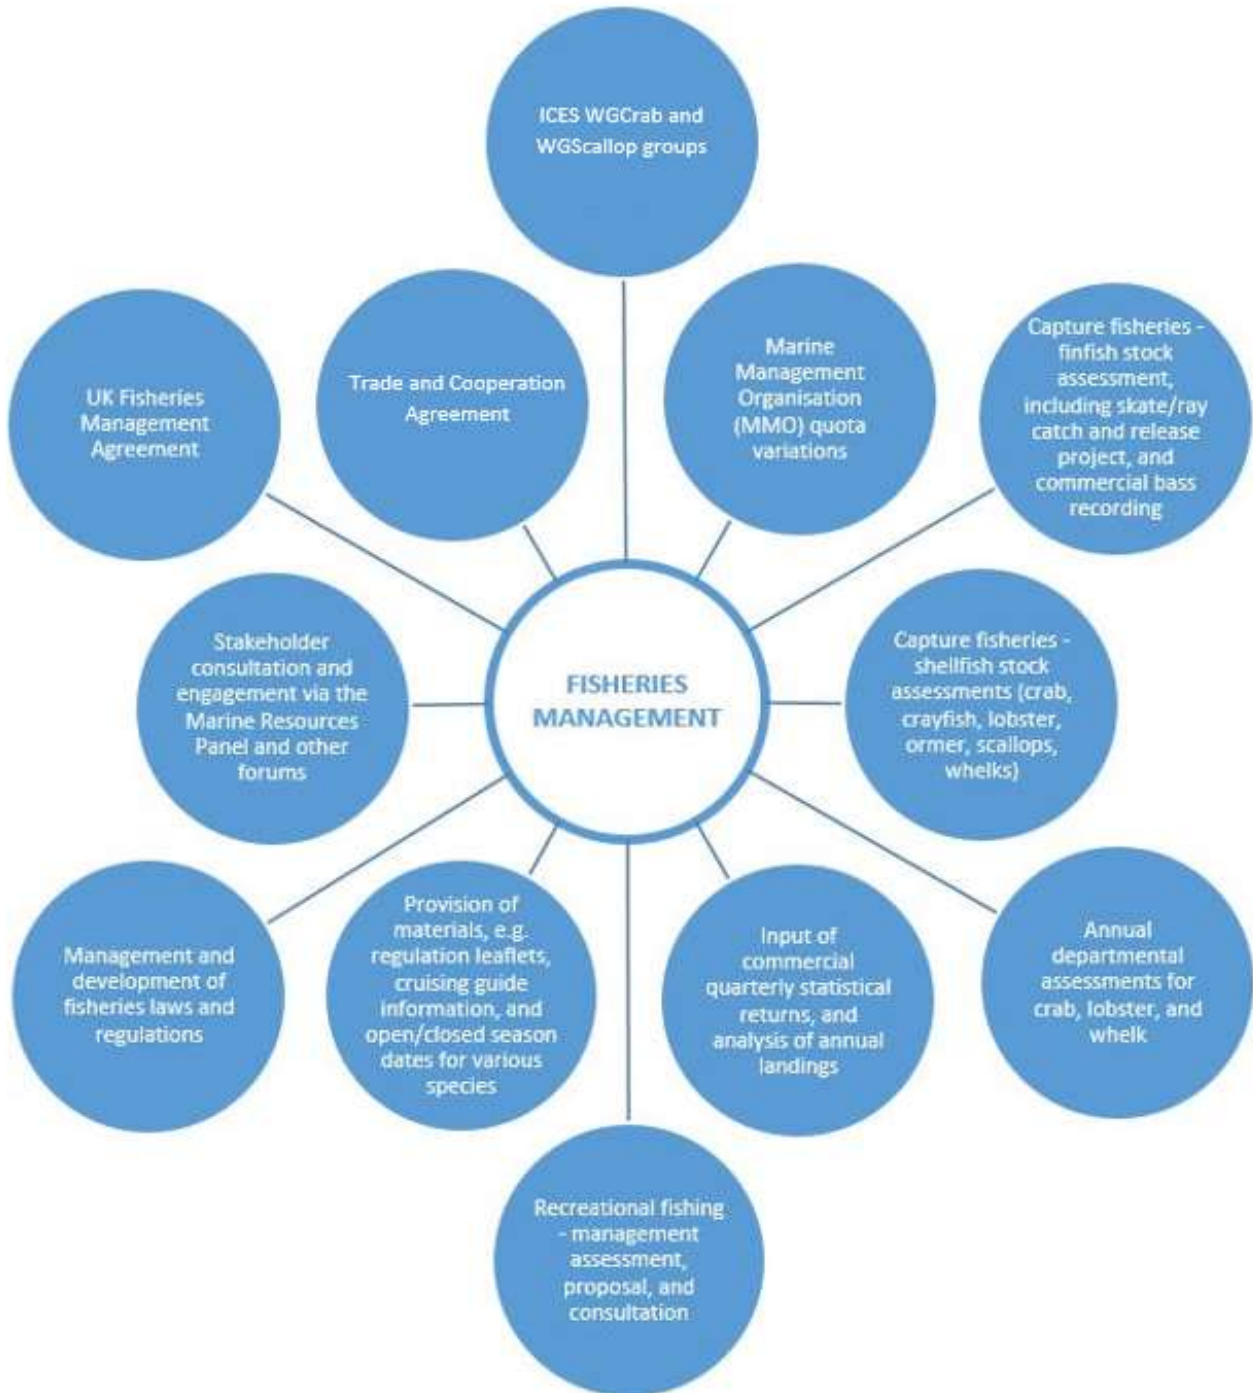 ICES WGCrab and
WGScallop groups
Marine
Management
Organisation
(MMO) quota
variations
Capture fisheries -
finfish stock
assessment,
including skate/ray
catch and release
project, and
commercial bass
recording
Capture fisheries -
shellfish stock
assessments (crab,
crayfish, lobster,
ormer, scallops,
whelks)
Annual
departmental
assessments for
crab, lobster, and
whelk
Input of
commercial
quarterly statistical
returns, and
analysis of annual
landings
Recreational fishing
- management
assessment,
proposal, and
consultation
Provision of
materials, e.g.
regulation leaflets,
cruising guide
information, and
open/closed season
dates for various
species
Management and
development of
fisheries laws and
regulations
Stakeholder
consultation and
engagement via the
Marine Resources
Panel and other
forums
UK Fisheries
Management
Agreement
Trade and Cooperation
Agreement
FISHERIES
MANAGEMENT